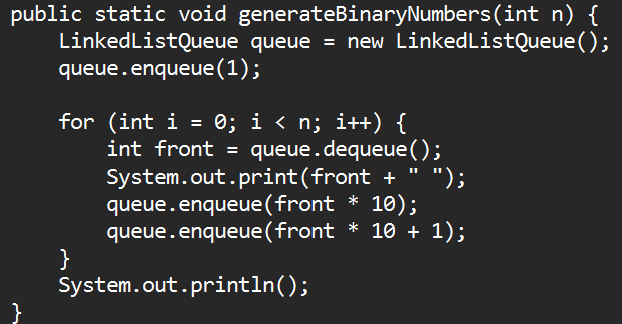 public static void generateBinaryNumbers(int n) {
    LinkedListQueue queue = new LinkedListQueue();
    queue.enqueue(1);

    for (int i = 0; i < n; i++) {
        int front = queue.dequeue();
        System.out.print(front + " ");
        queue.enqueue(front * 10);
        queue.enqueue(front * 10 + 1);
    }
    System.out.println();
}